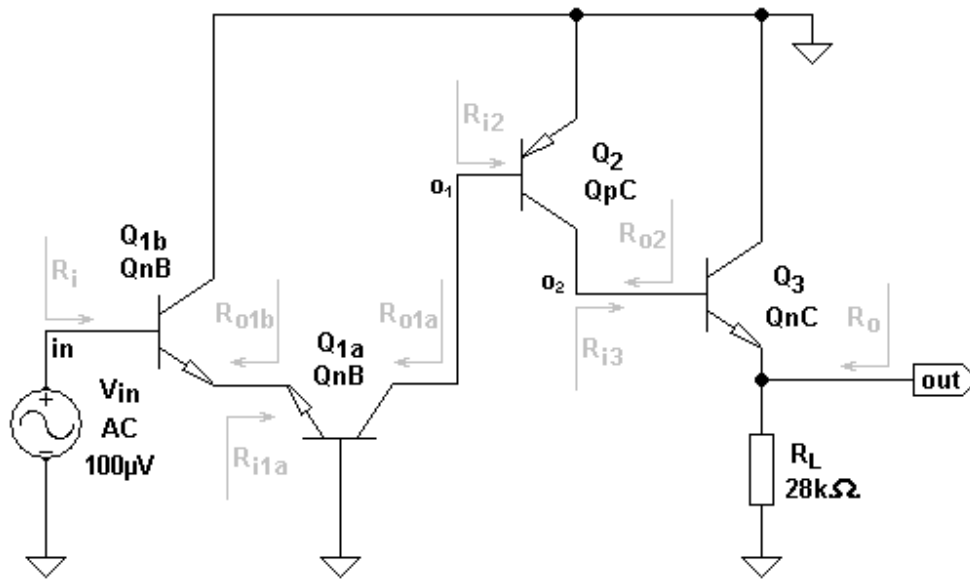 Ri2
Q2
QpC
o1
Q1b
QnB
Ri
Ro1b
Ro1a
Ro2
o2
Q3
QnC
Ro
Ri3
in
Q1a
QnB
Vin
AC
100µV
Ri1a
out
RL
28kΩ